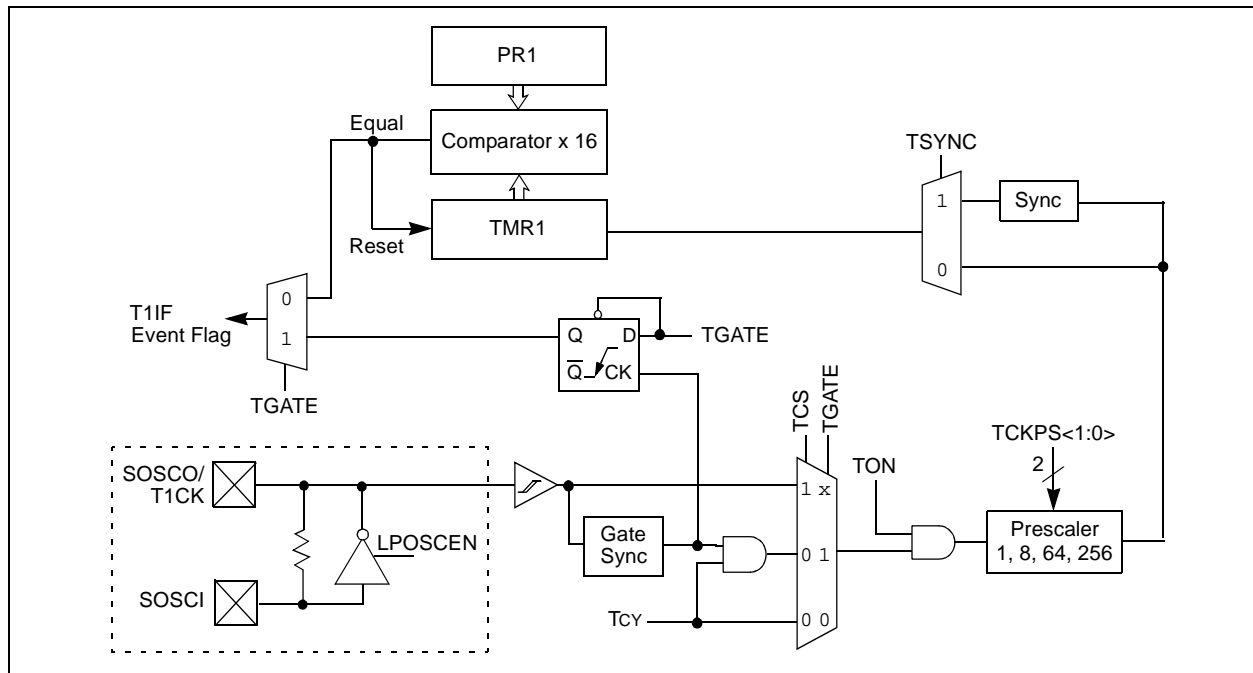 PR1
Equal
Comparator x 16
TSYNC
1
Sync
Reset
TMR1
0
T1IF
Event Flag
0
1
TGATE
Q
D
TGATE
Q̅
CK
TCS
TGATE
TCKPS<1:0>
2
SOSCO/
T1CK
TON
1 x
Prescaler
1, 8, 64, 256
LPOSCEN
Gate
Sync
0 1
SOSCI
TCY
0 0